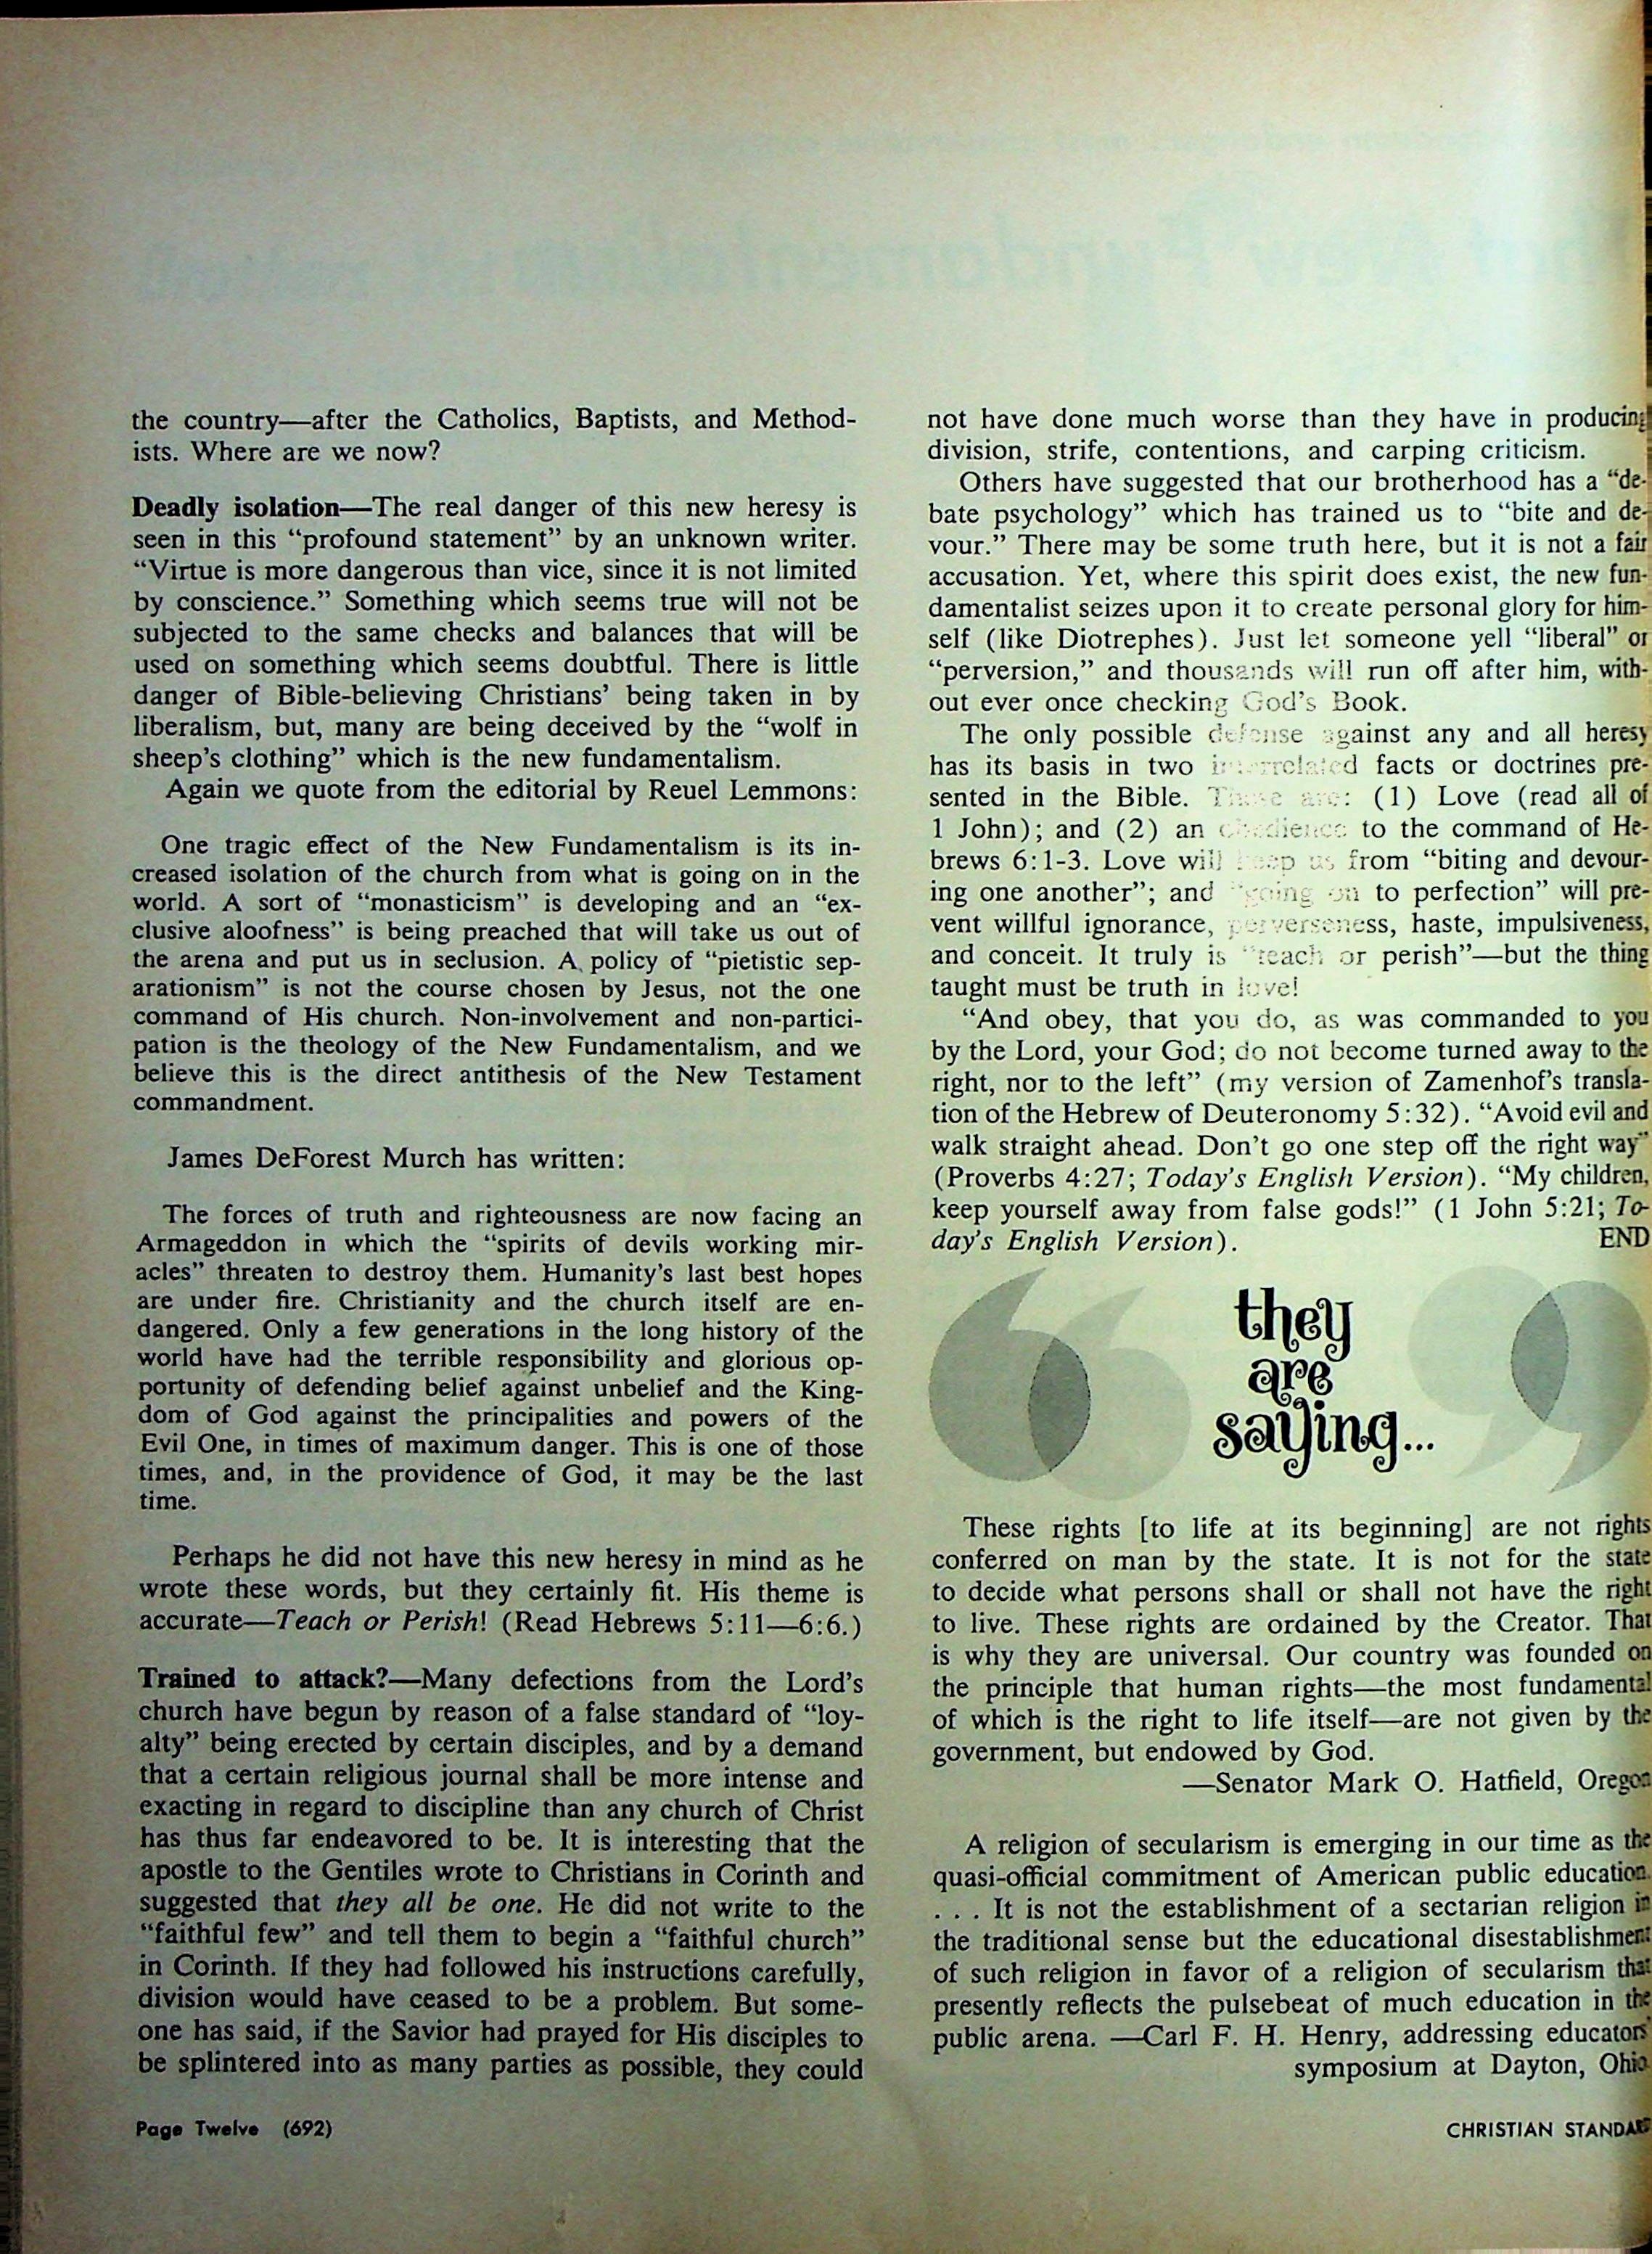 the country—after the Catholics, Baptists, and Method-
ists. Where are we now?
Deadly isolation—The real danger of this new heresy is
seen in this “profound statement” by an unknown writer.
“Virtue is more dangerous than vice, since it is not limited
by conscience.” Something which seems true will not be
subjected to the same checks and balances that will be
used on something which seems doubtful. There is little
danger of Bible-believing Christians’ being taken in by
liberalism, but, many are being deceived by the “wolf in
sheep’s clothing” which is the new fundamentalism.
Again we quote from the editorial by Reuel Lemmons:
One tragic effect of the New Fundamentalism is its in-
creased isolation of the church from what is going on in the
world. A sort of “monasticism” is developing and an “ex-
clusive aloofness” is being preached that will take us out of
the arena and put us in seclusion. A policy of “pietistic sep-
arationism” is not the course chosen by Jesus, not the one
command of His church. Non-involvement and non-partici-
pation is the theology of the New Fundamentalism, and we
believe this is the direct antithesis of the New Testament
commandment.
James DeForest Murch has written:
The forces of truth and righteousness are now facing an
Armageddon in which the “spirits of devils working mir-
acles” threaten to destroy them. Humanity’s last best hopes
are under fire. Christianity and the church itself are en-
dangered. Only a few generations in the long history of the
world have had the terrible responsibility and glorious op-
portunity of defending belief against unbelief and the King-
dom of God against the principalities and powers of the
Evil One, in times of maximum danger. This is one of those
times, and, in the providence of God, it may be the last
time.
Perhaps he did not have this new heresy in mind as he
wrote these words, but they certainly fit. His theme is
accurate—Teach or Perish! (Read Hebrews 5:11—6:6.)
Trained to attack?—Many defections from the Lord’s
church have begun by reason of a false standard of “loy-
alty” being erected by certain disciples, and by a demand
that a certain religious journal shall be more intense and
exacting in regard to discipline than any church of Christ
has thus far endeavored to be. It is interesting that the
apostle to the Gentiles wrote to Christians in Corinth and
suggested that they all be one. He did not write to the
“faithful few” and tell them to begin a “faithful church”
in Corinth. If they had followed his instructions carefully,
division would have ceased to be a problem. But some-
one has said, if the Savior had prayed for His disciples to
be splintered into as many parties as possible, they could
not have done much worse than they have in producing
division, strife, contentions, and carping criticism.
Others have suggested that our brotherhood has a “de-
bate psychology” which has trained us to “bite and de-
vour.” There may be some truth here, but it is not a fair
accusation. Yet, where this spirit does exist, the new fun-
damentalist seizes upon it to create personal glory for him-
self (like Diotrephes). Just let someone yell “liberal” or
“perversion,” and thousands will run off after him, with-
out ever once checking God’s Book.
The only possible defense against any and all heresy
has its basis in two interrelated facts or doctrines pre-
sented in the Bible. These are: (1) Love (read all of
1 John); and (2) an obedience to the command of He-
brews 6:1-3. Love will keep us from “biting and devour-
ing one another”; and “going on to perfection” will pre-
vent willful ignorance, perverseness, haste, impulsiveness,
and conceit. It truly is “teach or perish”—but the thing
taught must be truth in love!
“And obey, that you do, as was commanded to you
by the Lord, your God; do not become turned away to the
right, nor to the left” (my version of Zamenhof’s transla-
tion of the Hebrew of Deuteronomy 5:32). “Avoid evil and
walk straight ahead. Don’t go one step off the right way”
(Proverbs 4:27; Today’s English Version). “My children,
keep yourself away from false gods!” (1 John 5:21; To-
day’s English Version). END
they
are
saying...
These rights [to life at its beginning] are not rights
conferred on man by the state. It is not for the state
to decide what persons shall or shall not have the right
to live. These rights are ordained by the Creator. That
is why they are universal. Our country was founded on
the principle that human rights—the most fundamental
of which is the right to life itself—are not given by the
government, but endowed by God.
—Senator Mark O. Hatfield, Oregon
A religion of secularism is emerging in our time as the
quasi-official commitment of American public education.
. . . It is not the establishment of a sectarian religion in
the traditional sense but the educational disestablishment
of such religion in favor of a religion of secularism that
presently reflects the pulsebeat of much education in the
public arena. —Carl F. H. Henry, addressing educators’
symposium at Dayton, Ohio
Page Twelve (692)
CHRISTIAN STANDARD